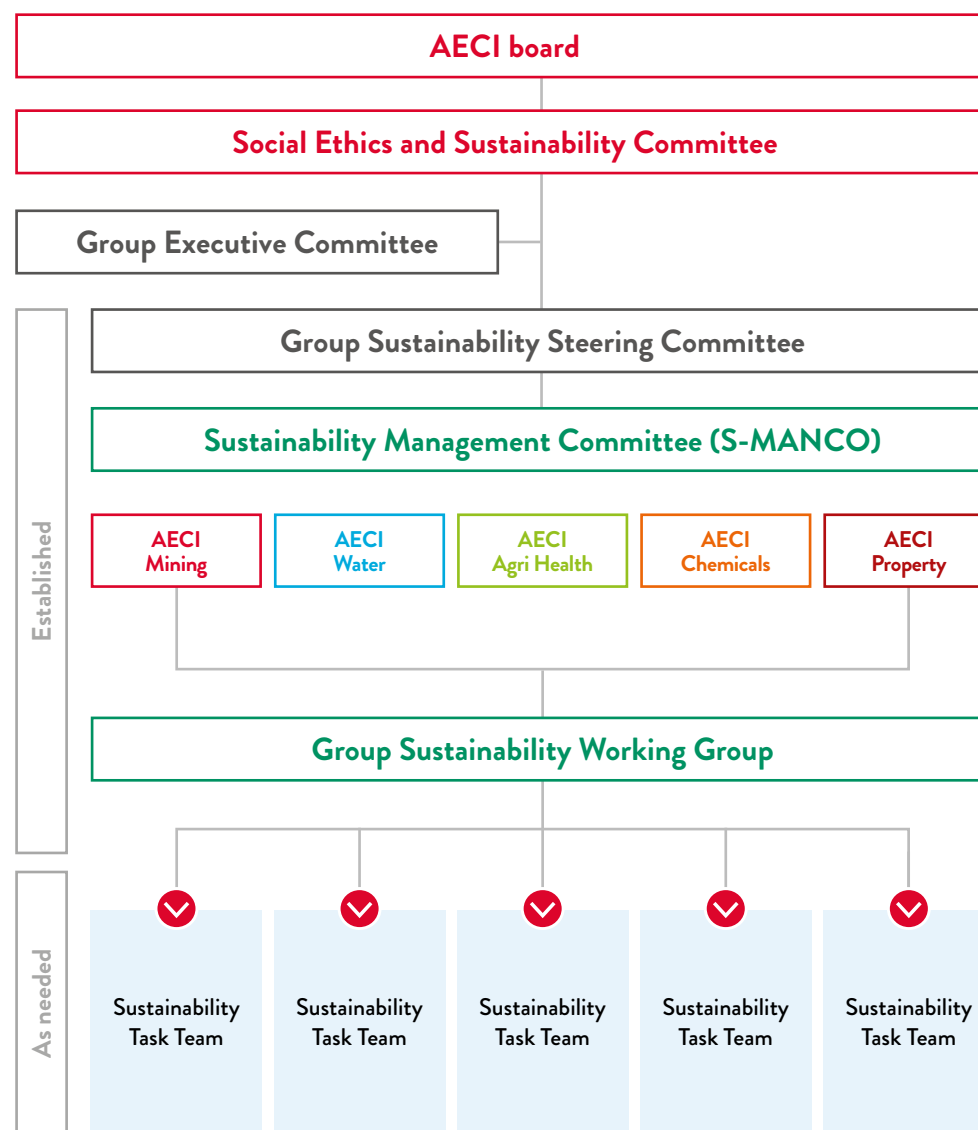 AECI board
Social Ethics and Sustainability Committee
Group Executive Committee
Established
Group Sustainability Steering Committee
Sustainability Management Committee (S-MANCO)
AECI
Mining
AECI
Water
AECI
Agri Health
AECI
Chemicals
AECI
Property
Group Sustainability Working Group
As needed
Sustainability
Task Team
Sustainability
Task Team
Sustainability
Task Team
Sustainability
Task Team
Sustainability
Task Team